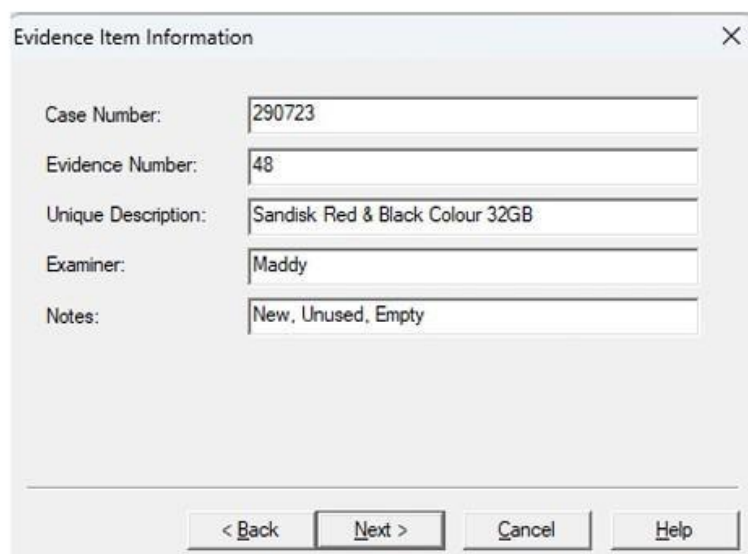 Evidence Item Information
Case Number: 290723
Evidence Number: 48
Unique Description: Sandisk Red & Black Colour 32GB
Examiner: Maddy
Notes: New, Unused, Empty
< Back Next > Cancel Help